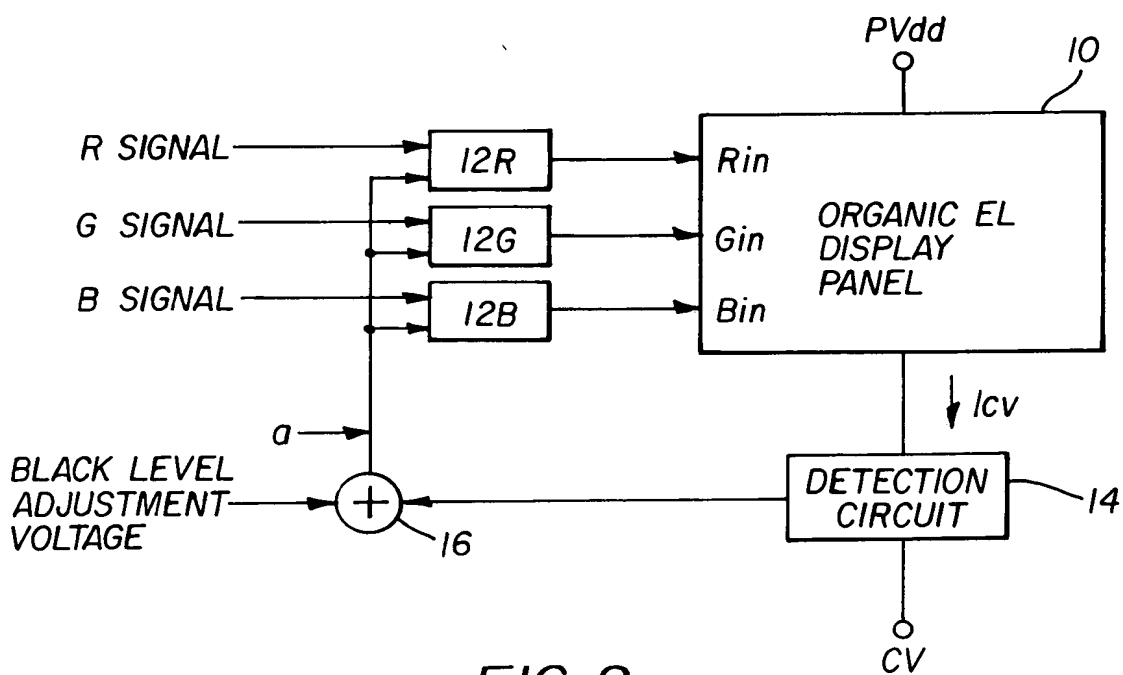 PVdd
10
R SIGNAL
12R
Rin
G SIGNAL
12G
Gin
B SIGNAL
12B
Bin
ORGANIC EL
DISPLAY
PANEL
Icv
a
BLACK LEVEL
ADJUSTMENT
VOLTAGE
+
16
DETECTION
CIRCUIT
14
CV